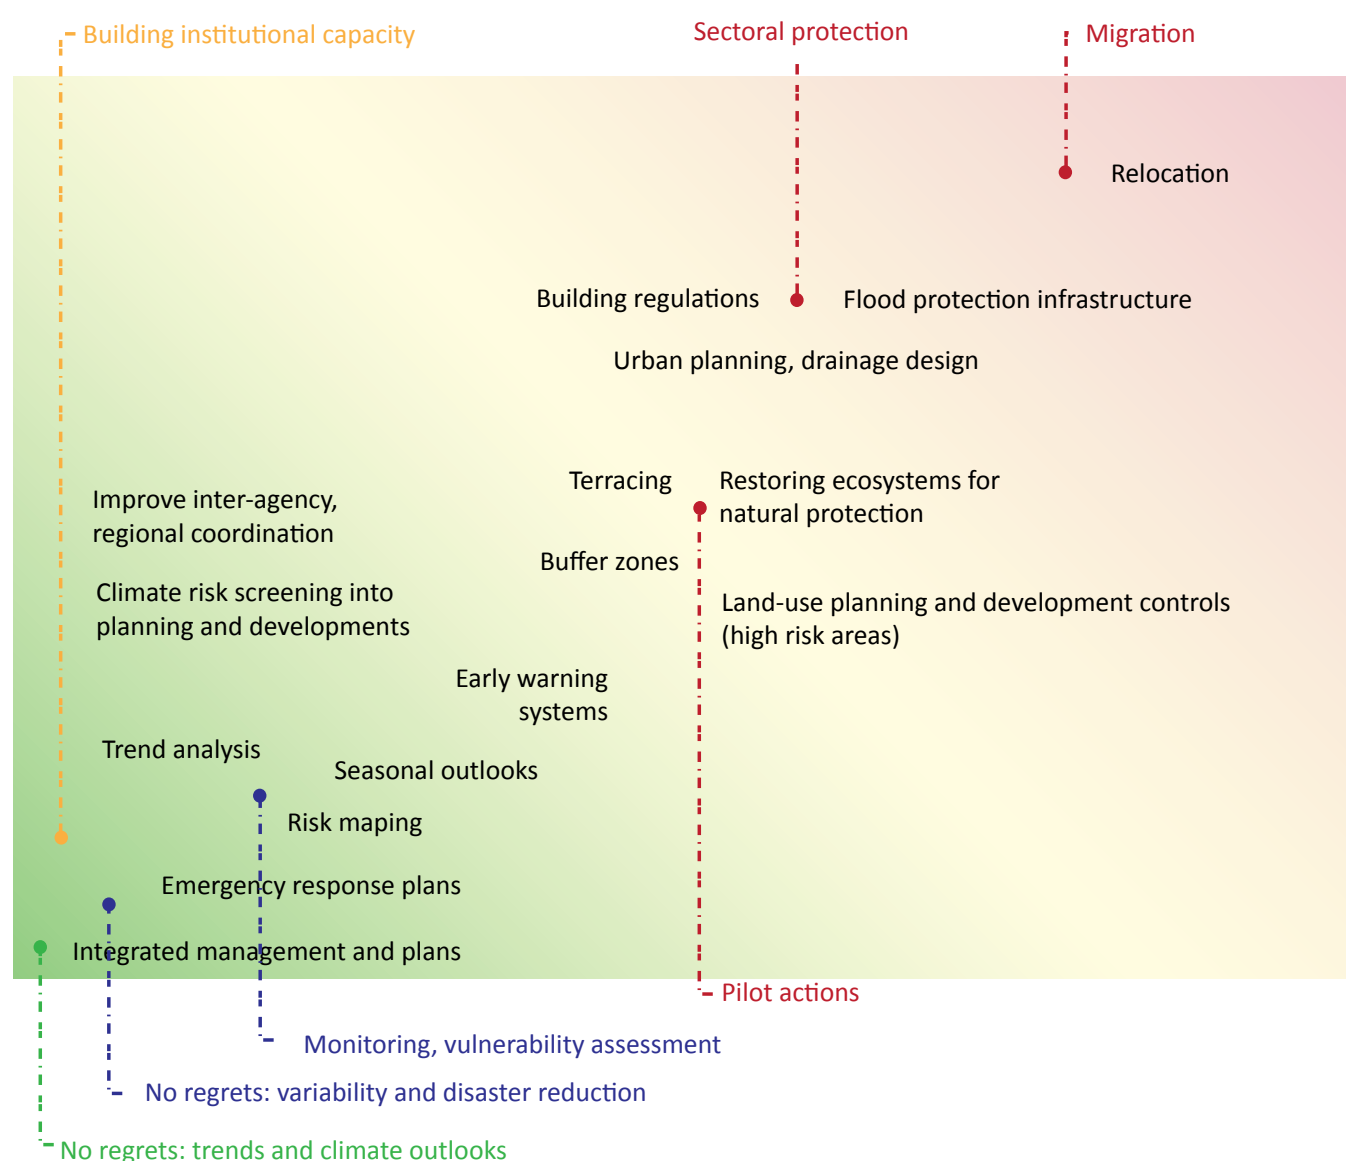 Building institutional capacity
Sectoral protection
Migration
Relocation
Building regulations
Flood protection infrastructure
Urban planning, drainage design
Terracing
Restoring ecosystems for
natural protection
Improve inter-agency,
regional coordination
Buffer zones
Climate risk screening into
planning and developments
Land-use planning and development controls
(high risk areas)
Early warning
systems
Trend analysis
Seasonal outlooks
Risk maping
Emergency response plans
Integrated management and plans
Pilot actions
Monitoring, vulnerability assessment
No regrets: variability and disaster reduction
No regrets: trends and climate outlooks